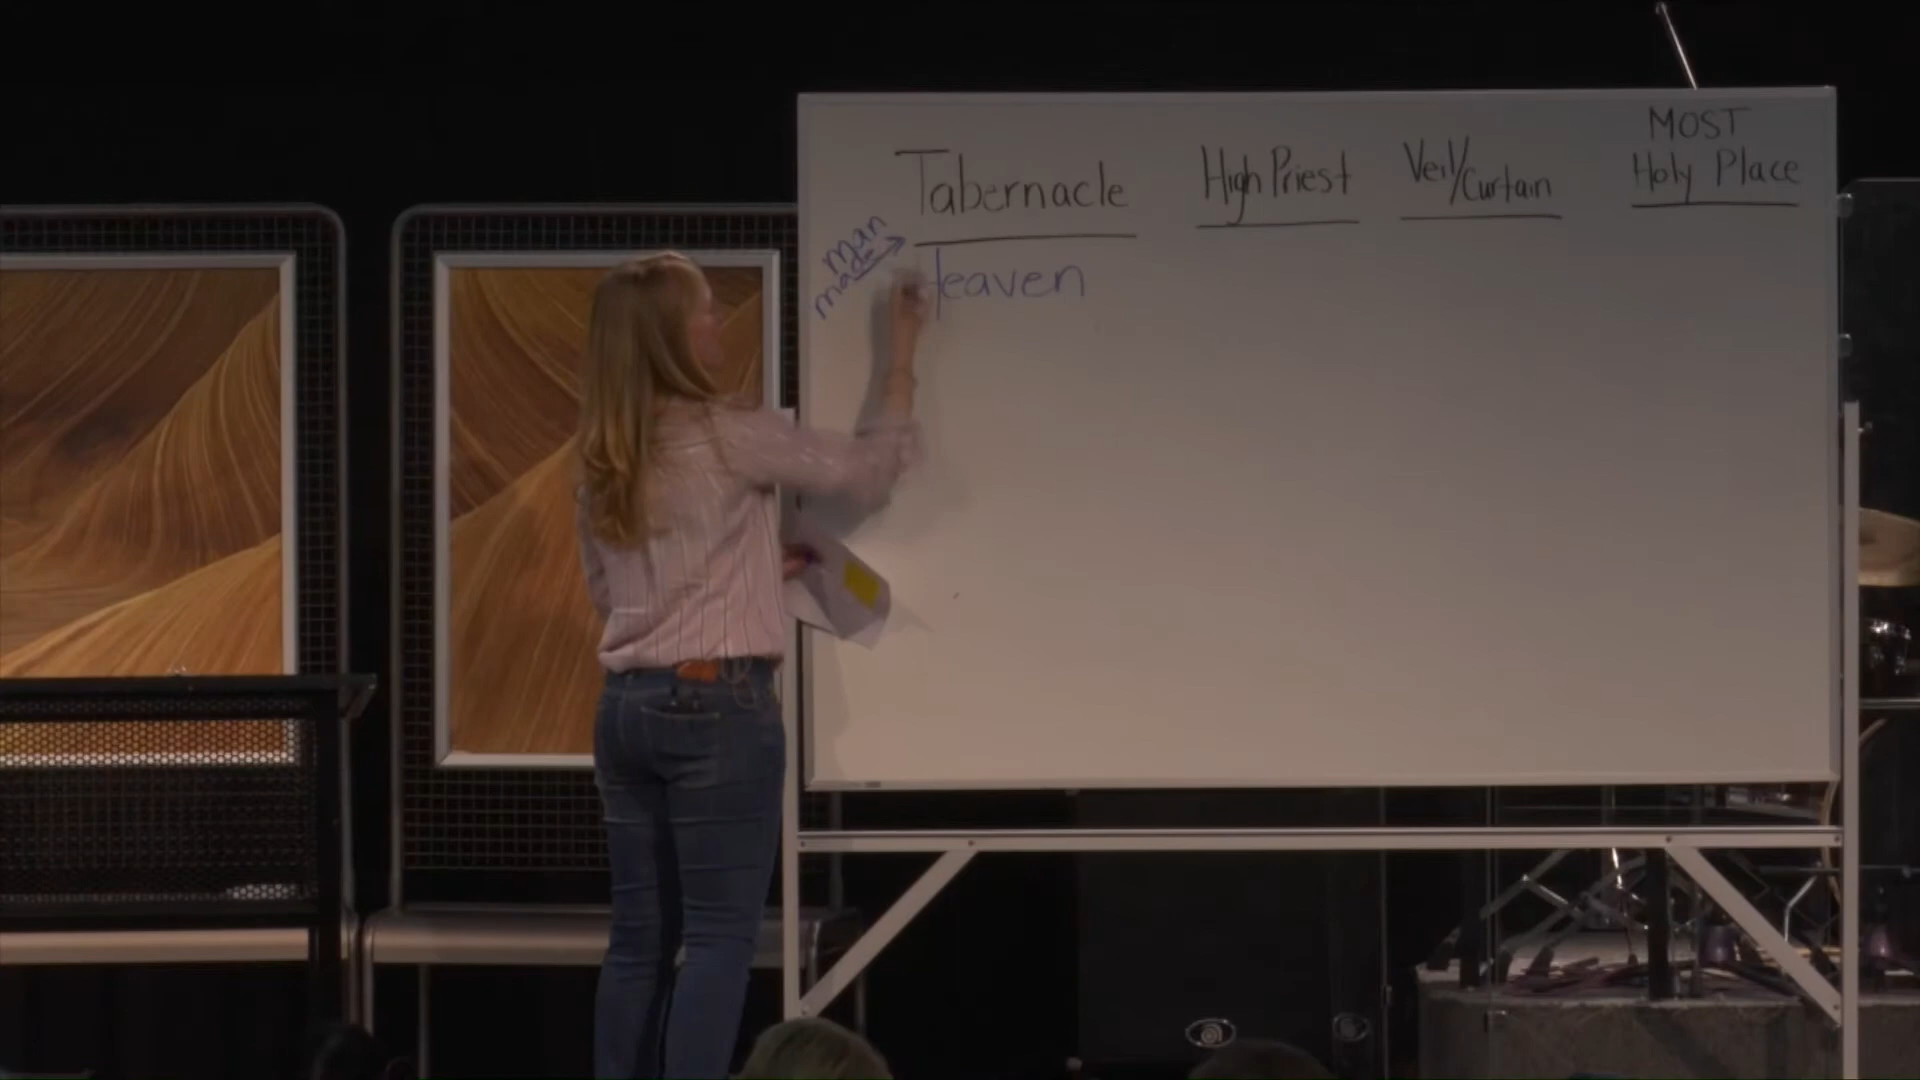 Tabernacle
High Priest
Veil/Curtain
MOST
Holy Place
man
made
Heaven